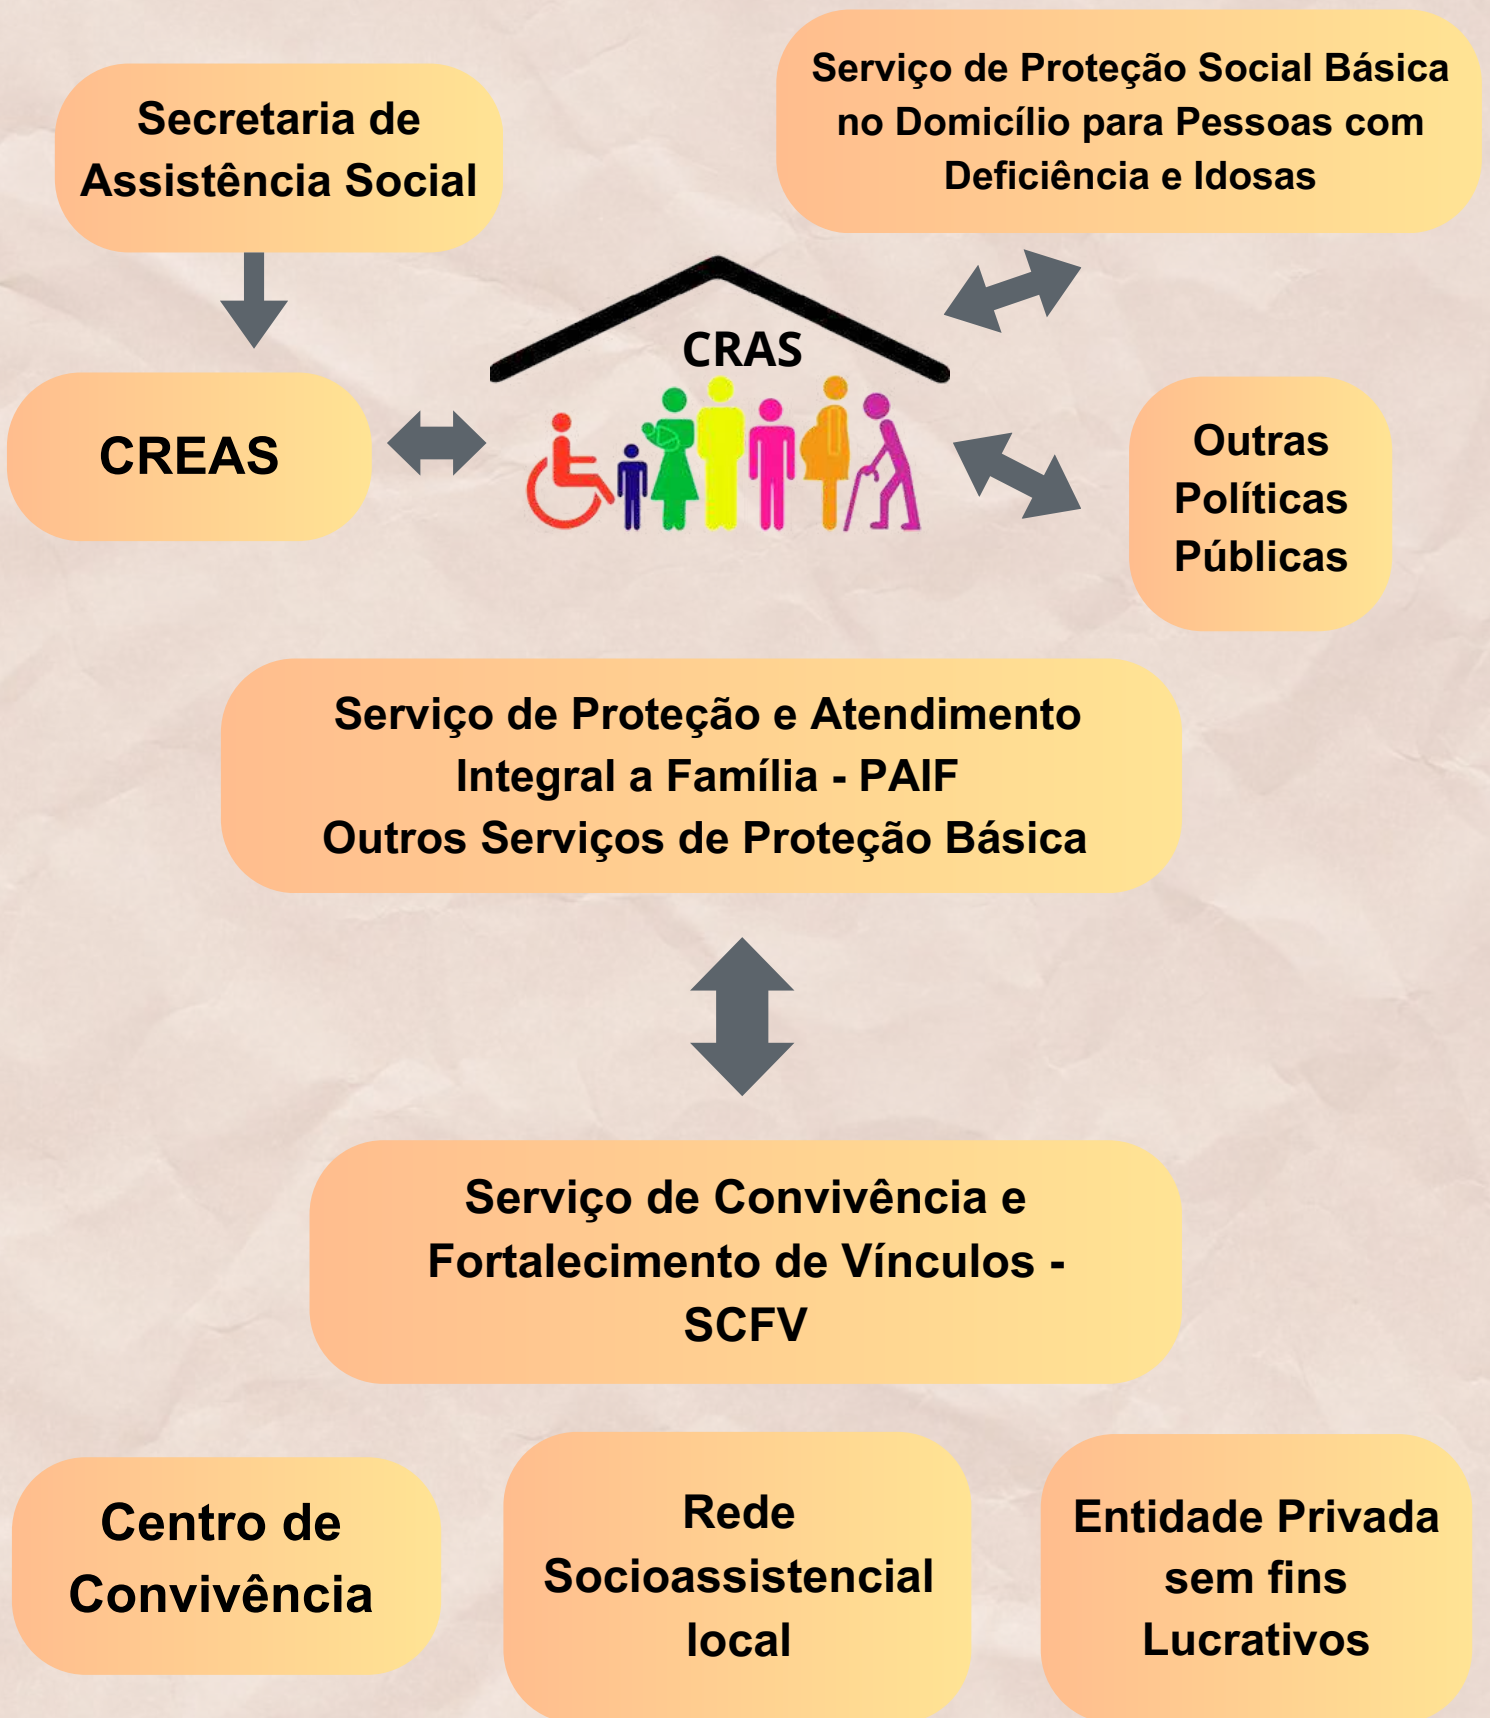 Secretaria de
Assistência Social
Serviço de Proteção Social Básica
no Domicílio para Pessoas com
Deficiência e Idosas
CRAS
CREAS
Outras
Políticas
Públicas
Serviço de Proteção e Atendimento
Integral a Família - PAIF
Outros Serviços de Proteção Básica
Serviço de Convivência e
Fortalecimento de Vínculos -
SCFV
Centro de
Convivência
Rede
Socioassistencial
local
Entidade Privada
sem fins
Lucrativos